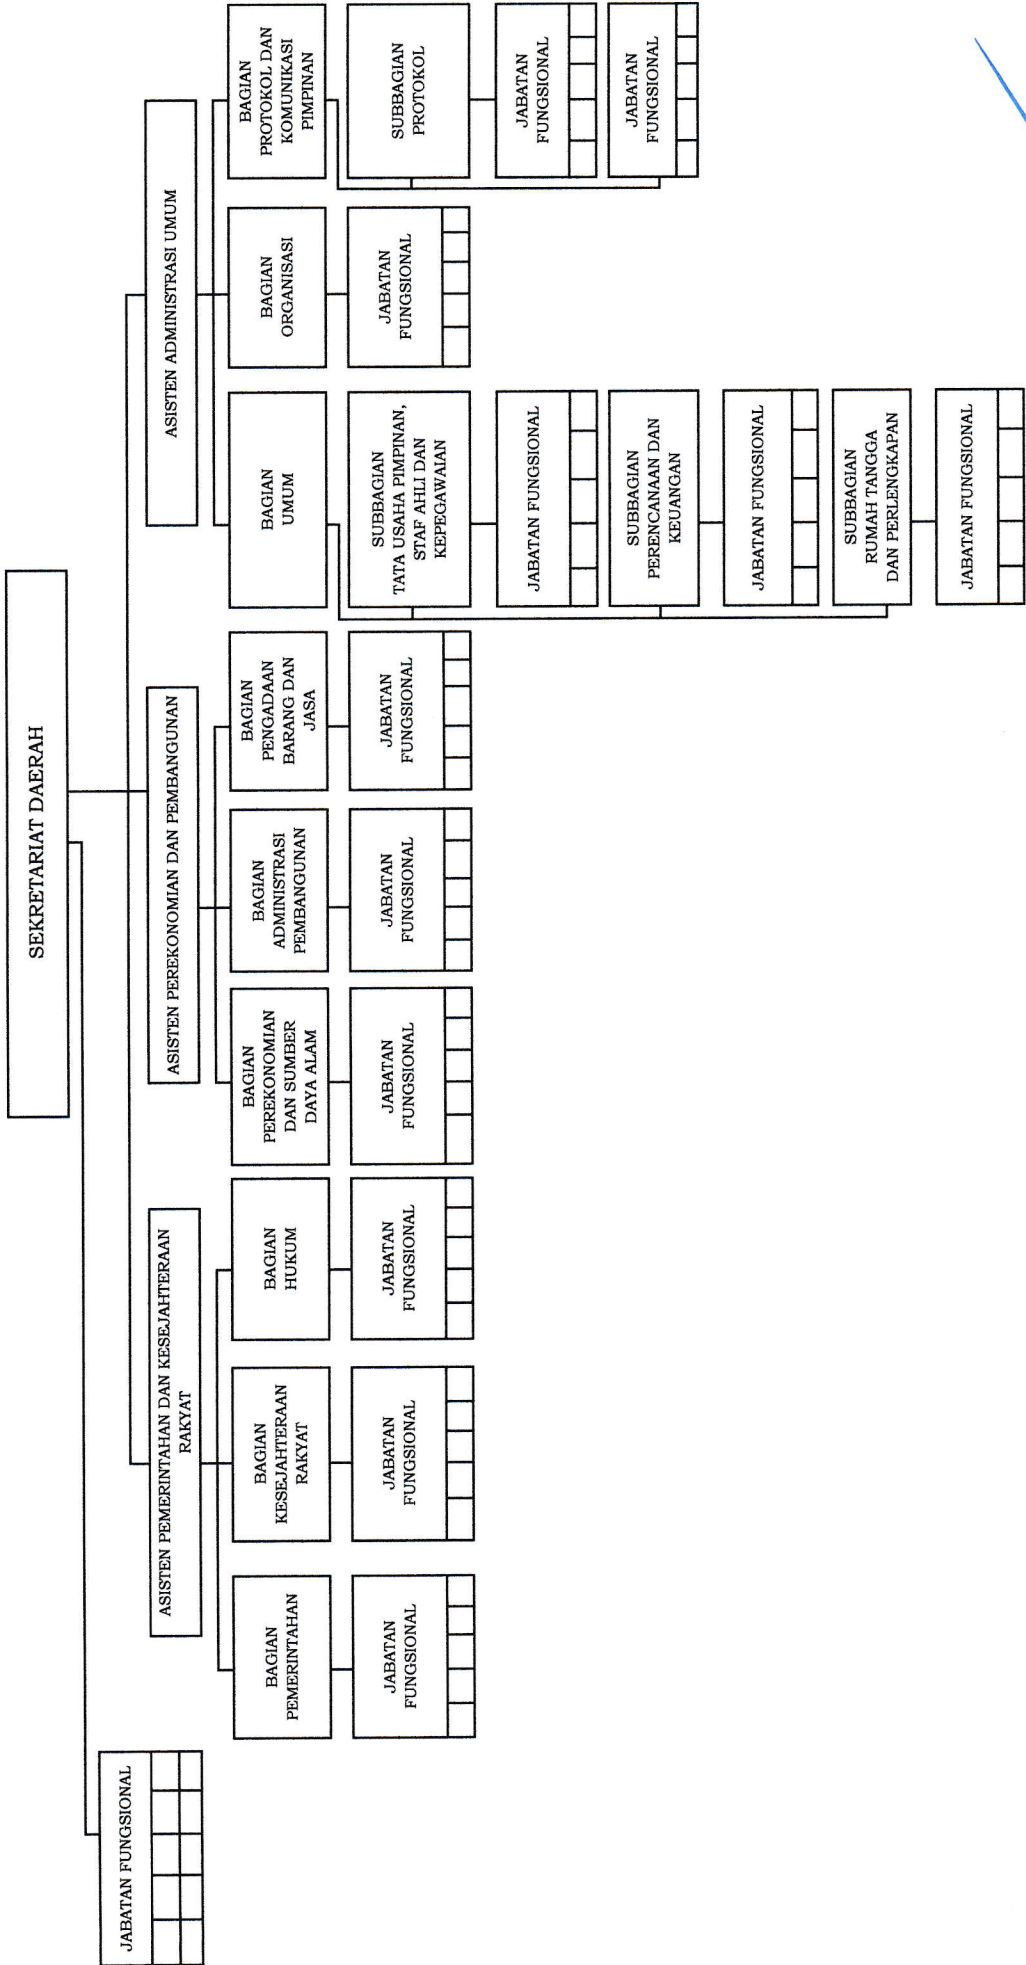 SEKRETARIAT DAERAH
JABATAN FUNGSIONAL
ASISTEN PEMERINTAHAN DAN KESEJAHTERAAN
RAKYAT
ASISTEN PEREKONOMIAN DAN PEMBANGUNAN
ASISTEN ADMINISTRASI UMUM
BAGIAN
PEMERINTAHAN
BAGIAN
KESEJAHTERAAN
RAKYAT
BAGIAN
HUKUM
BAGIAN
PEREKONOMIAN
DAN SUMBER
DAYA ALAM
BAGIAN
ADMINISTRASI
PEMBANGUNAN
BAGIAN
PENGADAAN
BARANG DAN
JASA
BAGIAN
UMUM
BAGIAN
ORGANISASI
BAGIAN
PROTOKOL DAN
KOMUNIKASI
PIMPINAN
JABATAN
FUNGSIONAL
JABATAN
FUNGSIONAL
JABATAN
FUNGSIONAL
JABATAN
FUNGSIONAL
JABATAN
FUNGSIONAL
JABATAN
FUNGSIONAL
SUBBAGIAN
TATA USAHA PIMPINAN,
STAF AHLI DAN
KEPEGAWAIAN
JABATAN
FUNGSIONAL
SUBBAGIAN
PROTOKOL
JABATAN FUNGSIONAL
JABATAN
FUNGSIONAL
SUBBAGIAN
PERENCANAAN DAN
KEUANGAN
JABATAN
FUNGSIONAL
JABATAN FUNGSIONAL
SUBBAGIAN
RUMAH TANGGA
DAN PERLENGKAPAN
JABATAN FUNGSIONAL